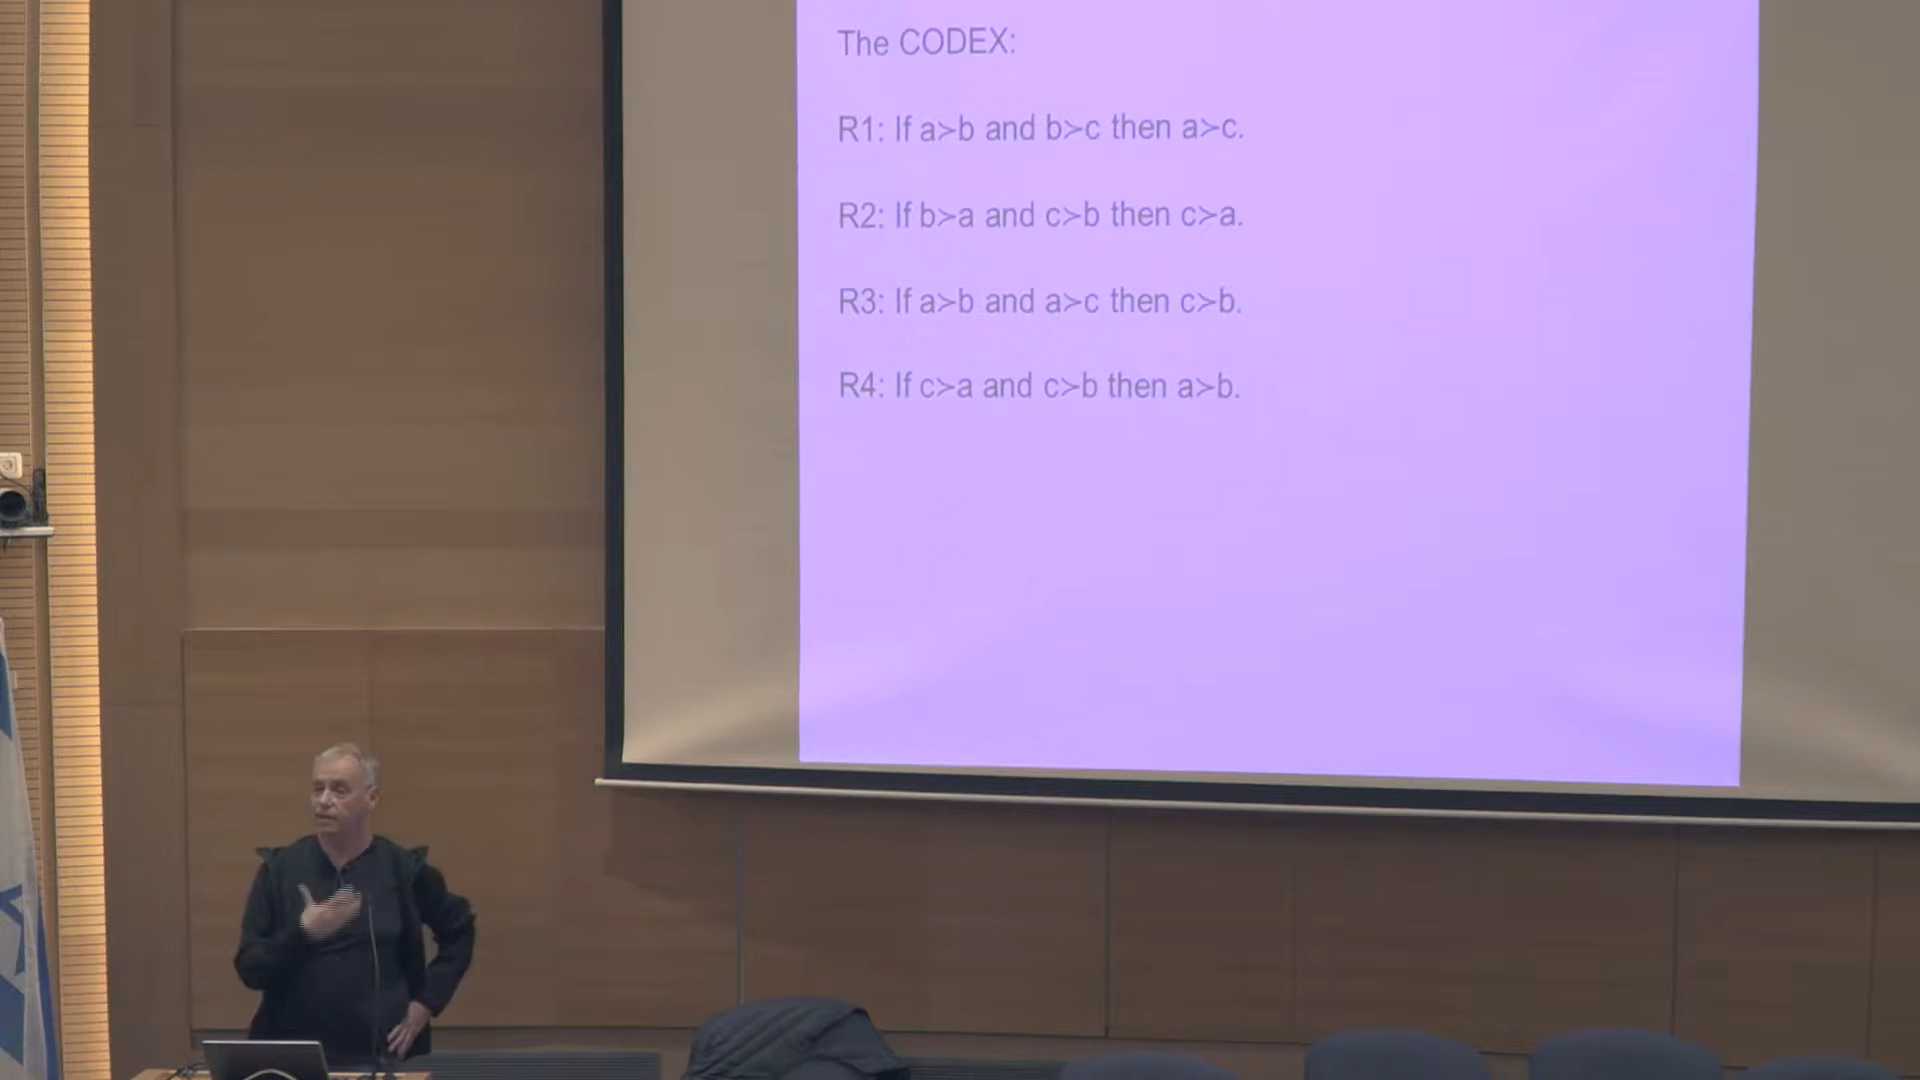 The CODEX:
R1: If a≻b and b≻c then a≻c.
R2: If b≻a and c≻b then c≻a.
R3: If a≻b and a≻c then c≻b.
R4: If c≻a and c≻b then a≻b.